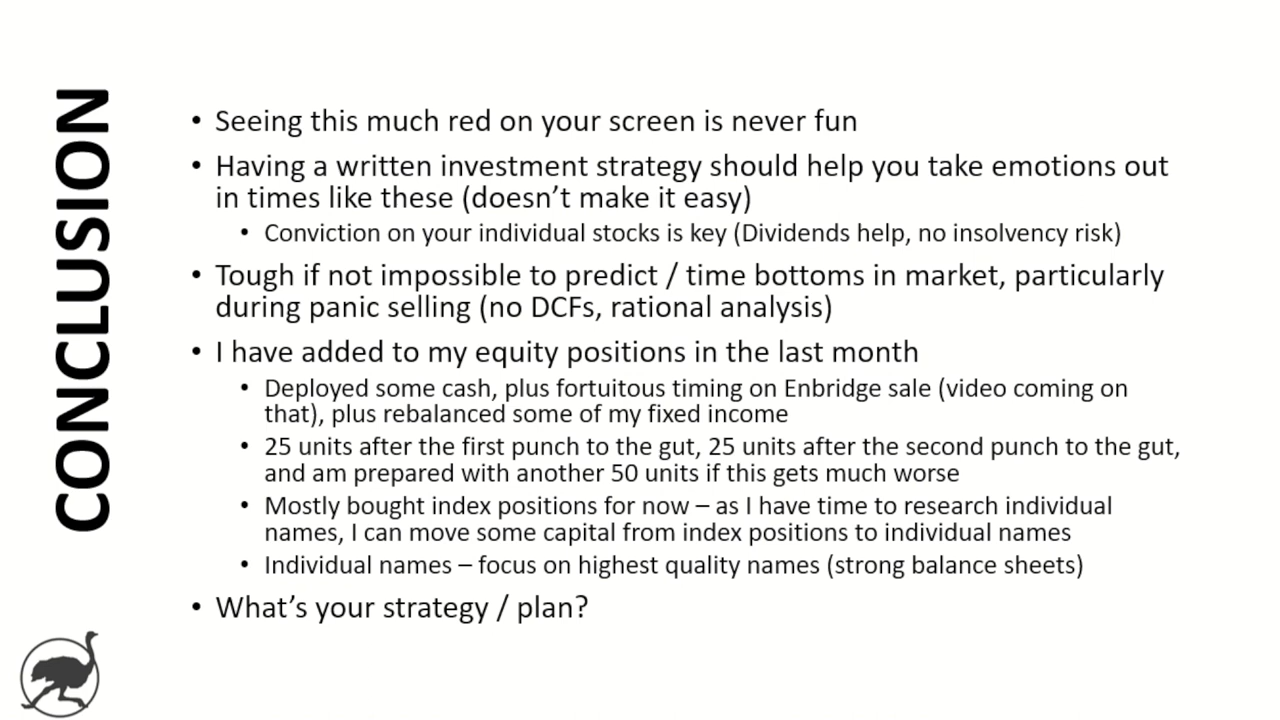 CONCLUSION
• Seeing this much red on your screen is never fun
• Having a written investment strategy should help you take emotions out
in times like these (doesn’t make it easy)
• Conviction on your individual stocks is key (Dividends help, no insolvency risk)
• Tough if not impossible to predict / time bottoms in market, particularly
during panic selling (no DCFs, rational analysis)
• I have added to my equity positions in the last month
• Deployed some cash, plus fortuitous timing on Enbridge sale (video coming on
that), plus rebalanced some of my fixed income
• 25 units after the first punch to the gut, 25 units after the second punch to the gut,
and am prepared with another 50 units if this gets much worse
• Mostly bought index positions for now – as I have time to research individual
names, I can move some capital from index positions to individual names
• Individual names – focus on highest quality names (strong balance sheets)
• What’s your strategy / plan?